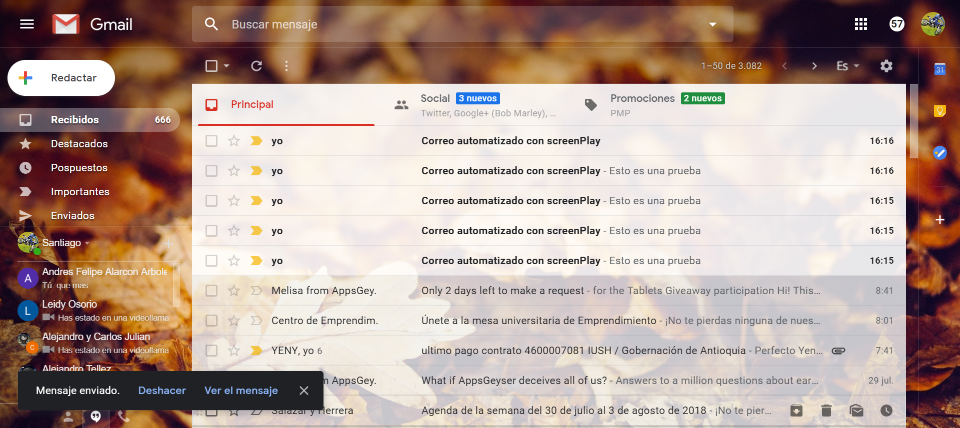 Gmail
Buscar mensaje
57
Redactar
1–50 de 3.082
Es
31
Principal
Social 3 nuevos
Twitter, Google+ (Bob Marley), ...
Promociones 2 nuevos
PMP
Recibidos 666
Destacados
Pospuestos
Importantes
Enviados
Santiago
A Andres Felipe Alarcon Arbole
Tú: que mas
L Leidy Osorio
Has estado en una videollama
C Alejandro y Carlos Julian
Has estado en una videollama
Alejandro Tellez
yo Correo automatizado con screenPlay 16:16
yo Correo automatizado con screenPlay - Esto es una prueba 16:16
yo Correo automatizado con screenPlay - Esto es una prueba 16:15
yo Correo automatizado con screenPlay - Esto es una prueba 16:15
yo Correo automatizado con screenPlay - Esto es una prueba 16:15
Melisa from AppsGey. Only 2 days left to make a request - for the Tablets Giveaway participation Hi! This... 8:41
Centro de Emprendim. Únete a la mesa universitaria de Emprendimiento - ¡No te pierdas ninguna de nues... 8:01
YENY, yo 6 ultimo pago contrato 4600007081 IUSH / Gobernación de Antioquia - Perfecto Yen... 7:41
from AppsGey. What if AppsGeyser deceives all of us? - Answers to a million questions about ear... 29 jul.
Salazar y Herrera Agenda de la semana del 30 de julio al 3 de agosto de 2018 - ¡No te pier...
Mensaje enviado. Deshacer Ver el mensaje